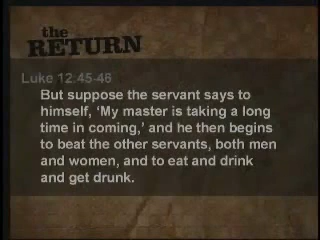 the
RETURN
Luke 12:45-46
But suppose the servant says to
himself, ‘My master is taking a long
time in coming,’ and he then begins
to beat the other servants, both men
and women, and to eat and drink
and get drunk.